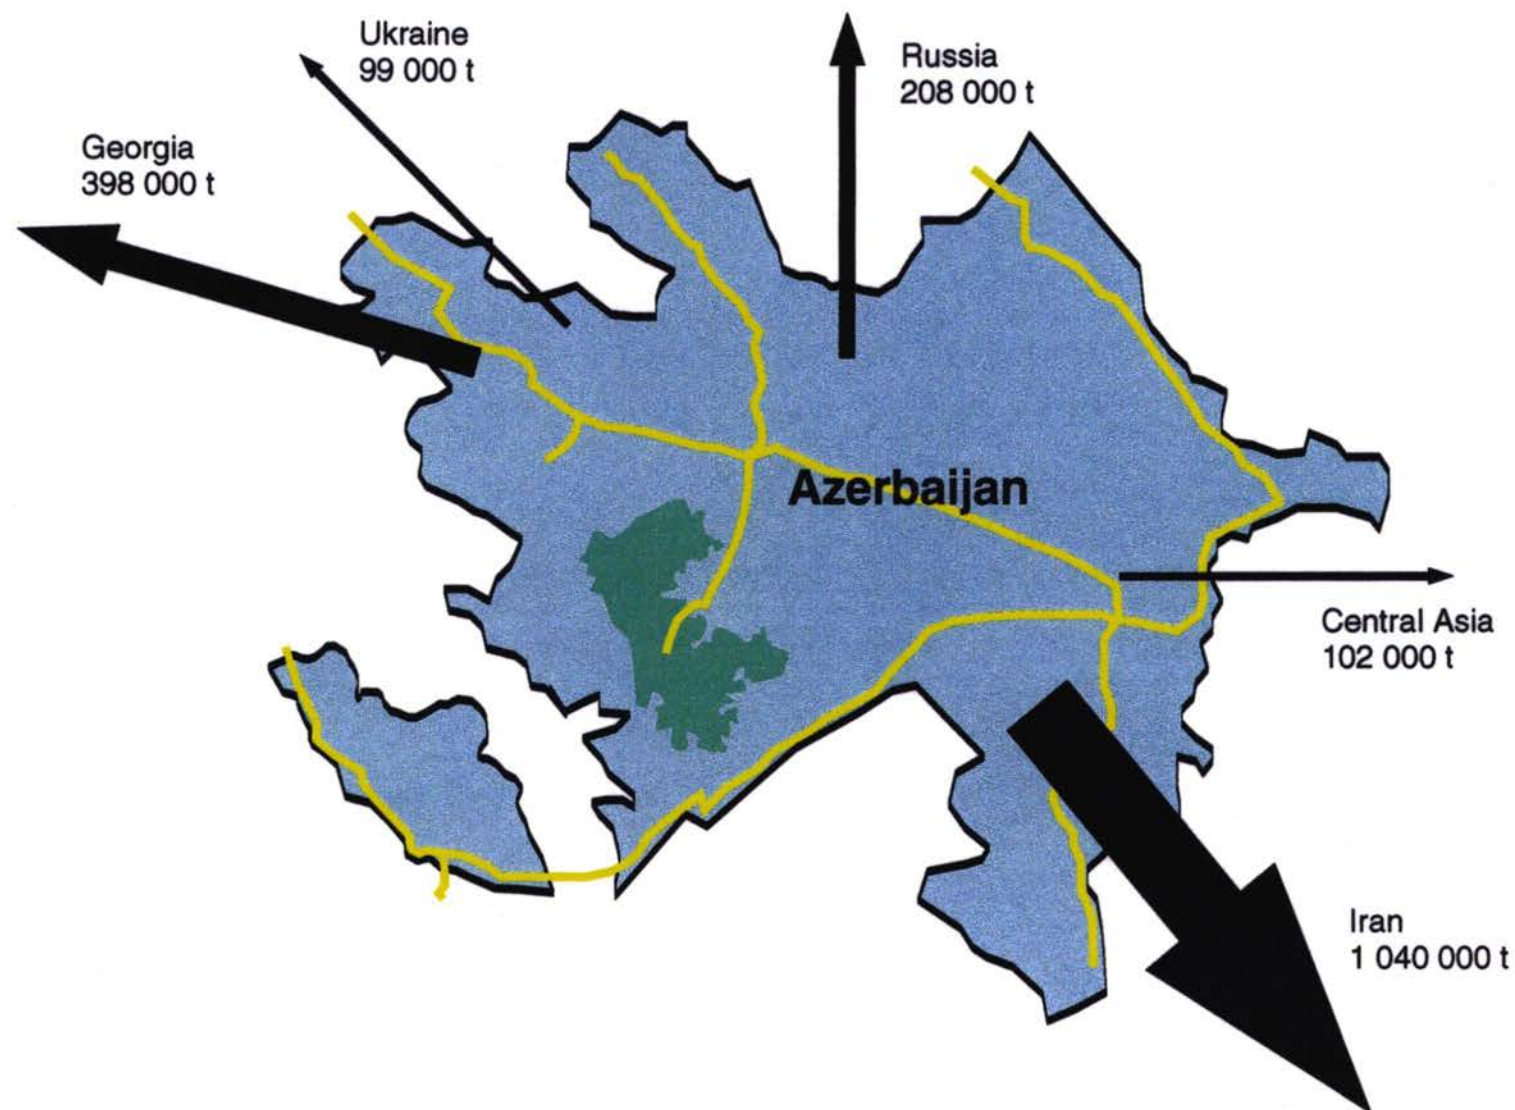 Ukraine
99 000 t
Russia
208 000 t
Georgia
398 000 t
Azerbaijan
Central Asia
102 000 t
Iran
1 040 000 t